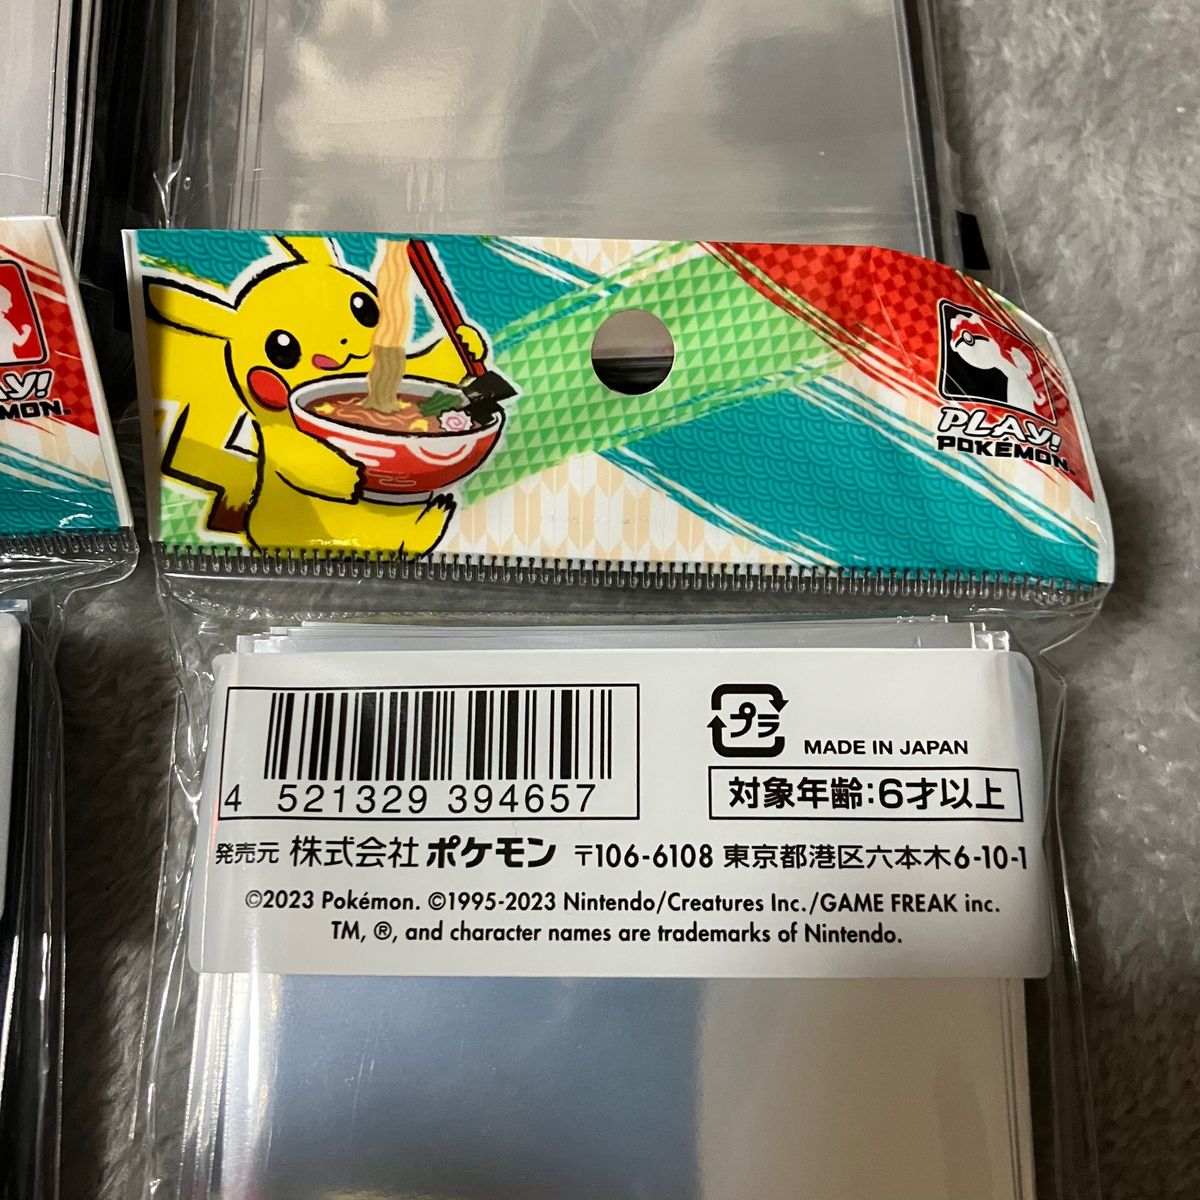 PLAY!
POKÉMON
PLAY!
POKÉMON
4 521329 394657
プラ
MADE IN JAPAN
対象年齢:6才以上
発売元 株式会社 ポケモン 〒106-6108 東京都港区六本木6-10-1
©2023 Pokémon. ©1995-2023 Nintendo/Creatures Inc./GAME FREAK inc.
TM, ®, and character names are trademarks of Nintendo.